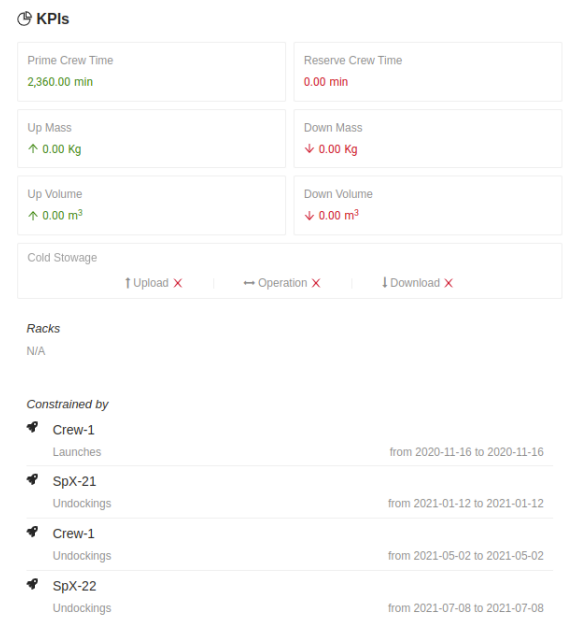 KPIs
Prime Crew Time
2,360.00 min
Reserve Crew Time
0.00 min
Up Mass
↑ 0.00 Kg
Down Mass
↓ 0.00 Kg
Up Volume
↑ 0.00 m³
Down Volume
↓ 0.00 m³
Cold Stowage
Upload X Operation X Download X
Racks
N/A
Constrained by
Crew-1
Launches from 2020-11-16 to 2020-11-16
SpX-21
Undockings from 2021-01-12 to 2021-01-12
Crew-1
Undockings from 2021-05-02 to 2021-05-02
SpX-22
Undockings from 2021-07-08 to 2021-07-08